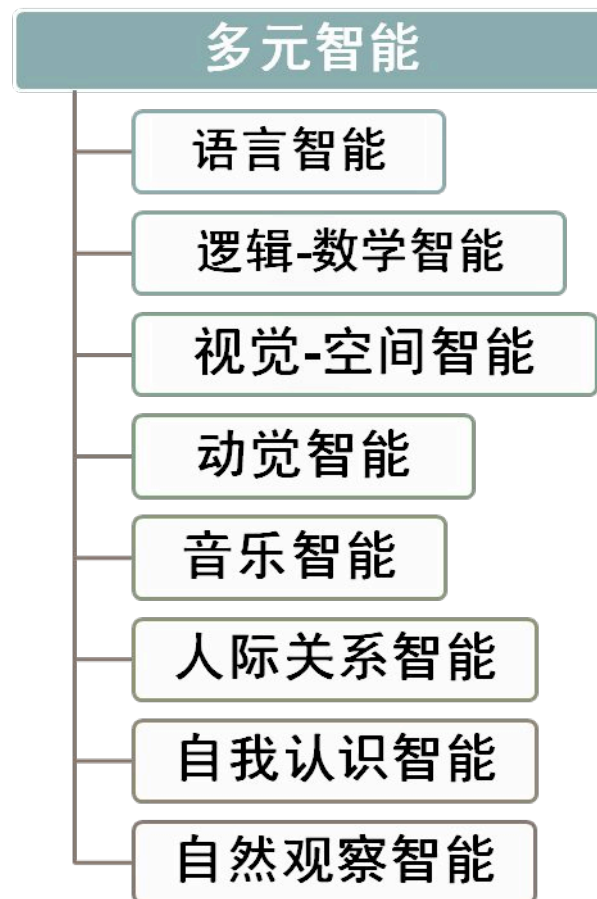 多元智能
语言智能
逻辑-数学智能
视觉-空间智能
动觉智能
音乐智能
人际关系智能
自我认识智能
自然观察智能